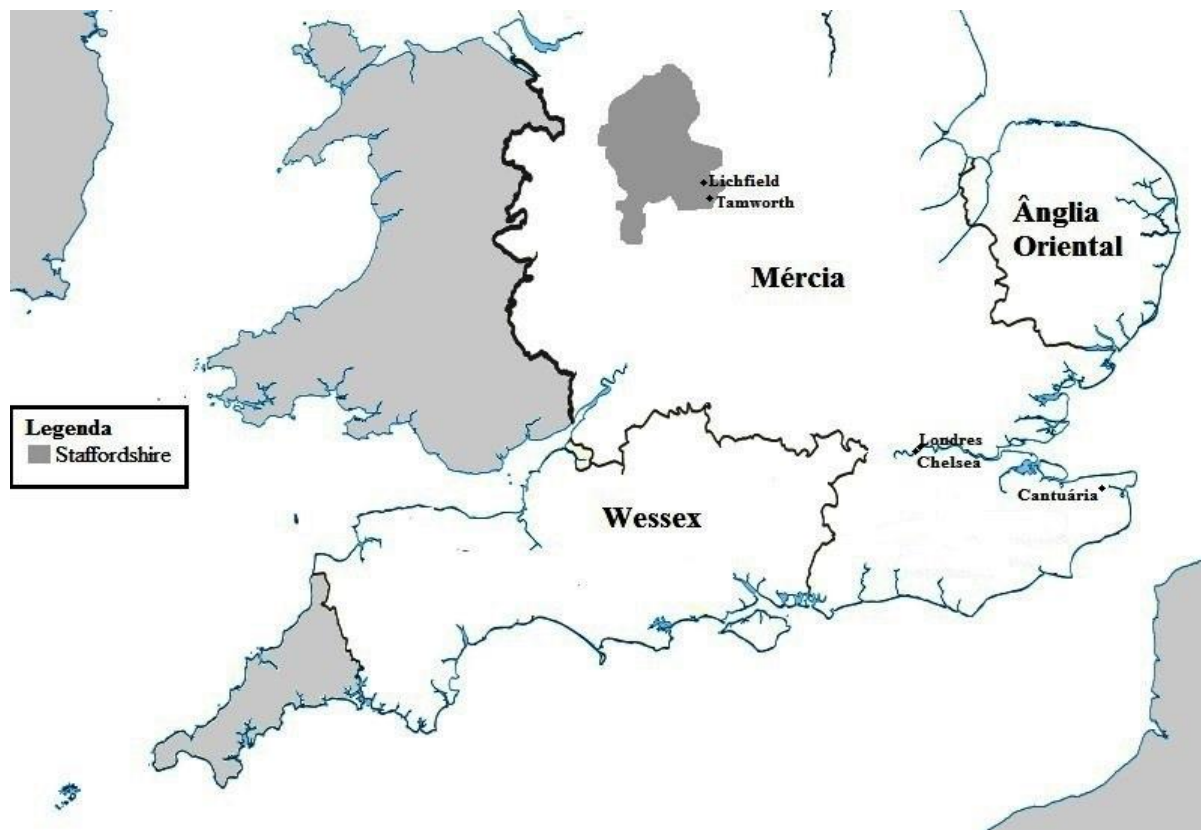 Lichfield
Tamworth
Ânglia
Oriental
Mércia
Legenda
Staffordshire
Londres
Chelsea
Cantuária
Wessex